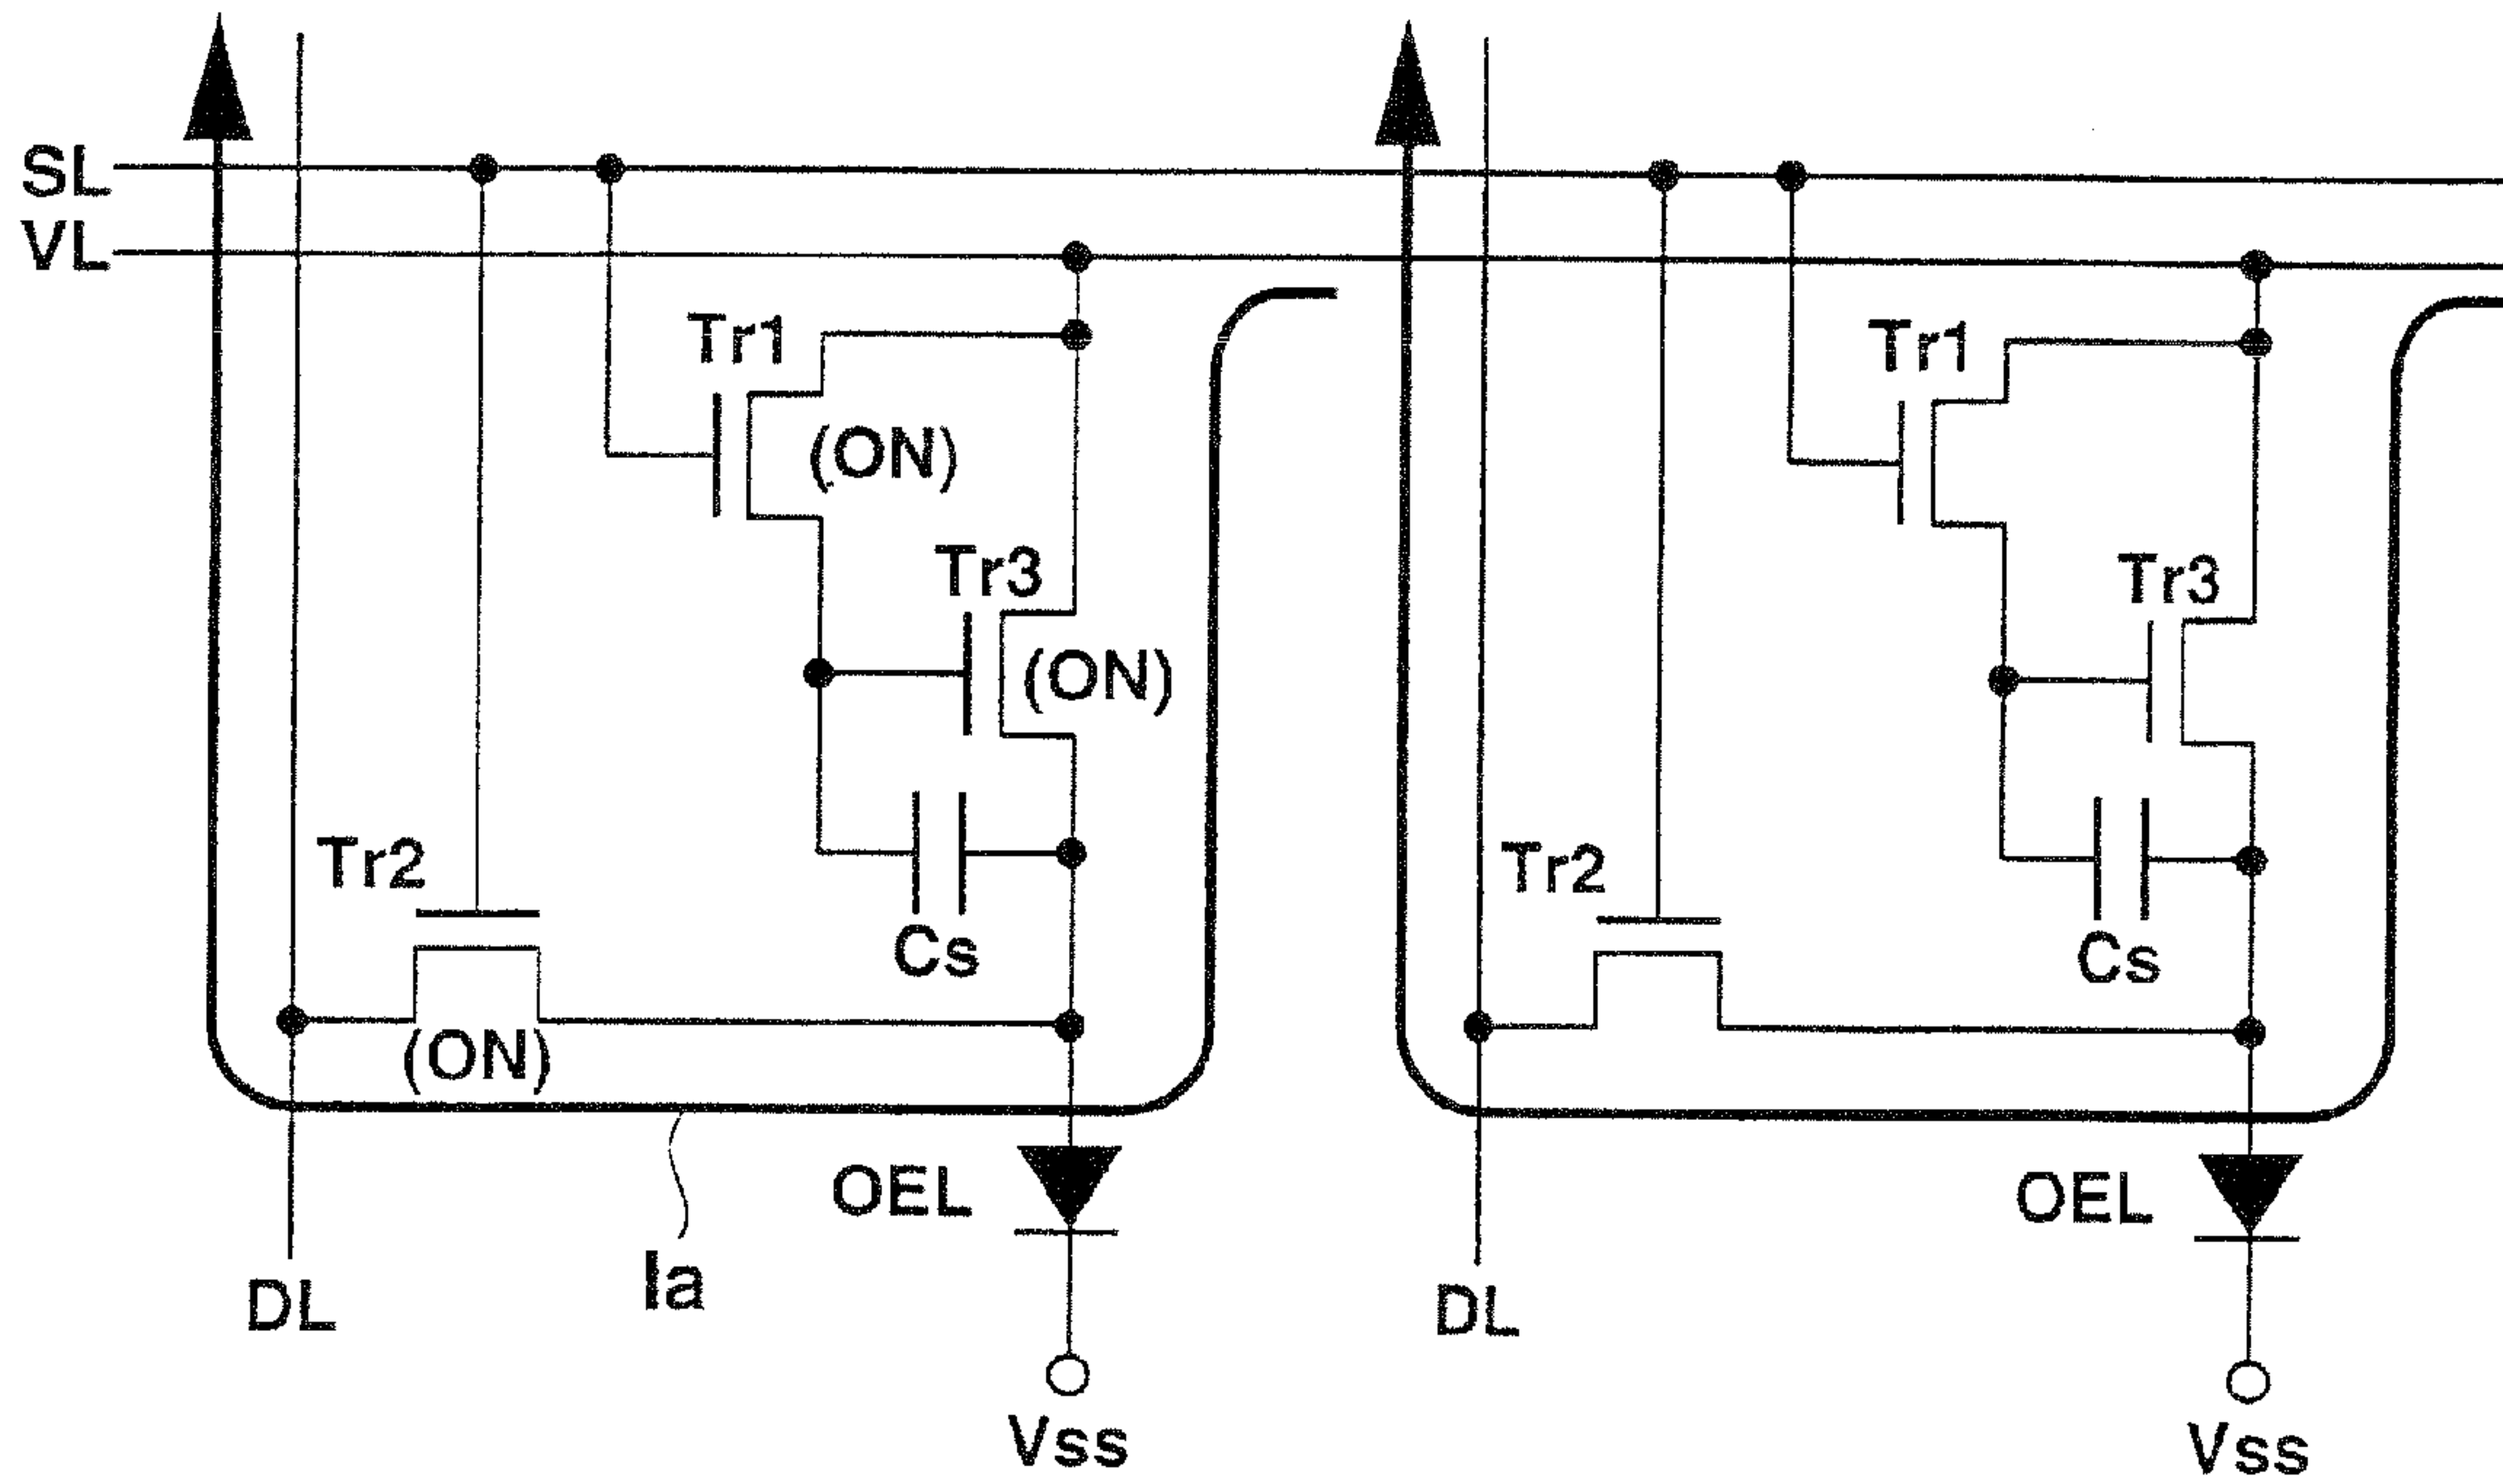 SL
VL
Tr1
Tr1
(ON)
Tr3
Tr3
(ON)
Tr2
Tr2
Cs
Cs
(ON)
OEL
OEL
Ia
DL
DL
Vss
Vss